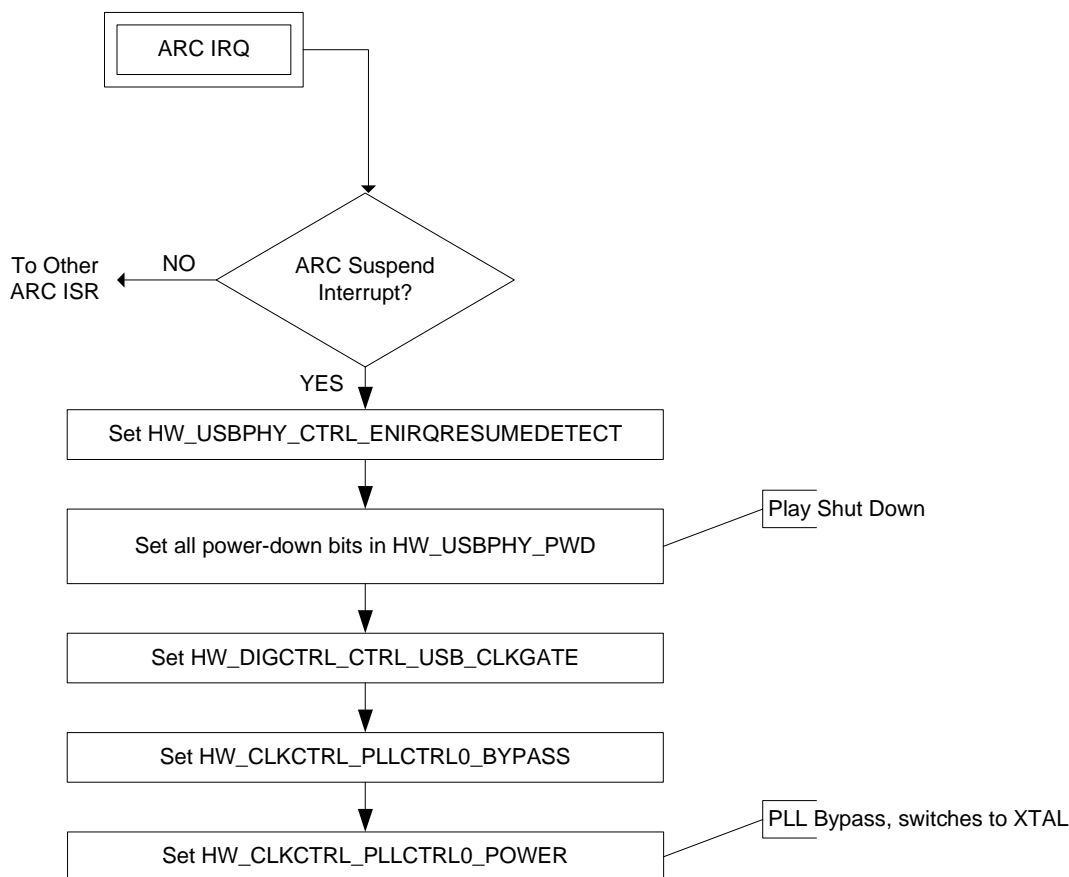 ARC IRQ
ARC Suspend
Interrupt?
NO
To Other
ARC ISR
YES
Set HW_USBPHY_CTRL_ENIRQRESUMEDETECT
Set all power-down bits in HW_USBPHY_PWD
Play Shut Down
Set HW_DIGCTRL_CTRL_USB_CLKGATE
Set HW_CLKCTRL_PLLCTRL0_BYPASS
Set HW_CLKCTRL_PLLCTRL0_POWER
PLL Bypass, switches to XTAL